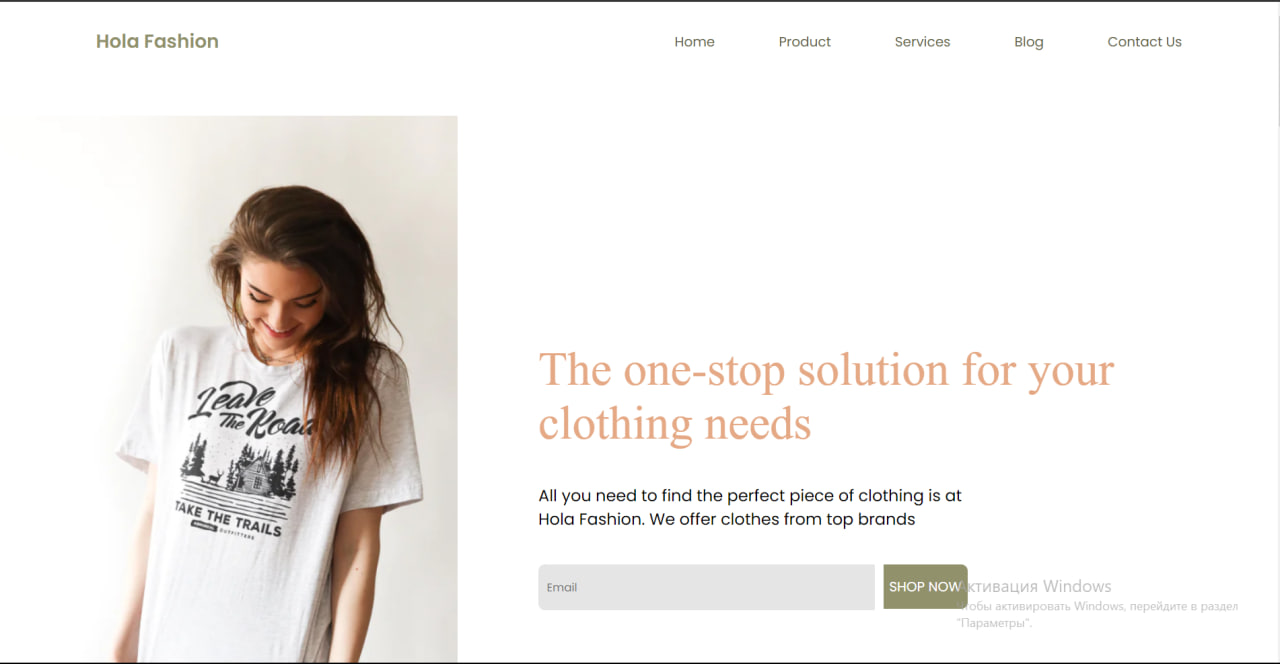 Hola Fashion
Home
Product
Services
Blog
Contact Us
Leave
The Road
TAKE THE TRAILS
OUTFITTERS
The one-stop solution for your
clothing needs
All you need to find the perfect piece of clothing is at
Hola Fashion. We offer clothes from top brands
Email
SHOP NOW
Активация Windows
Чтобы активировать Windows, перейдите в раздел
"Параметры".